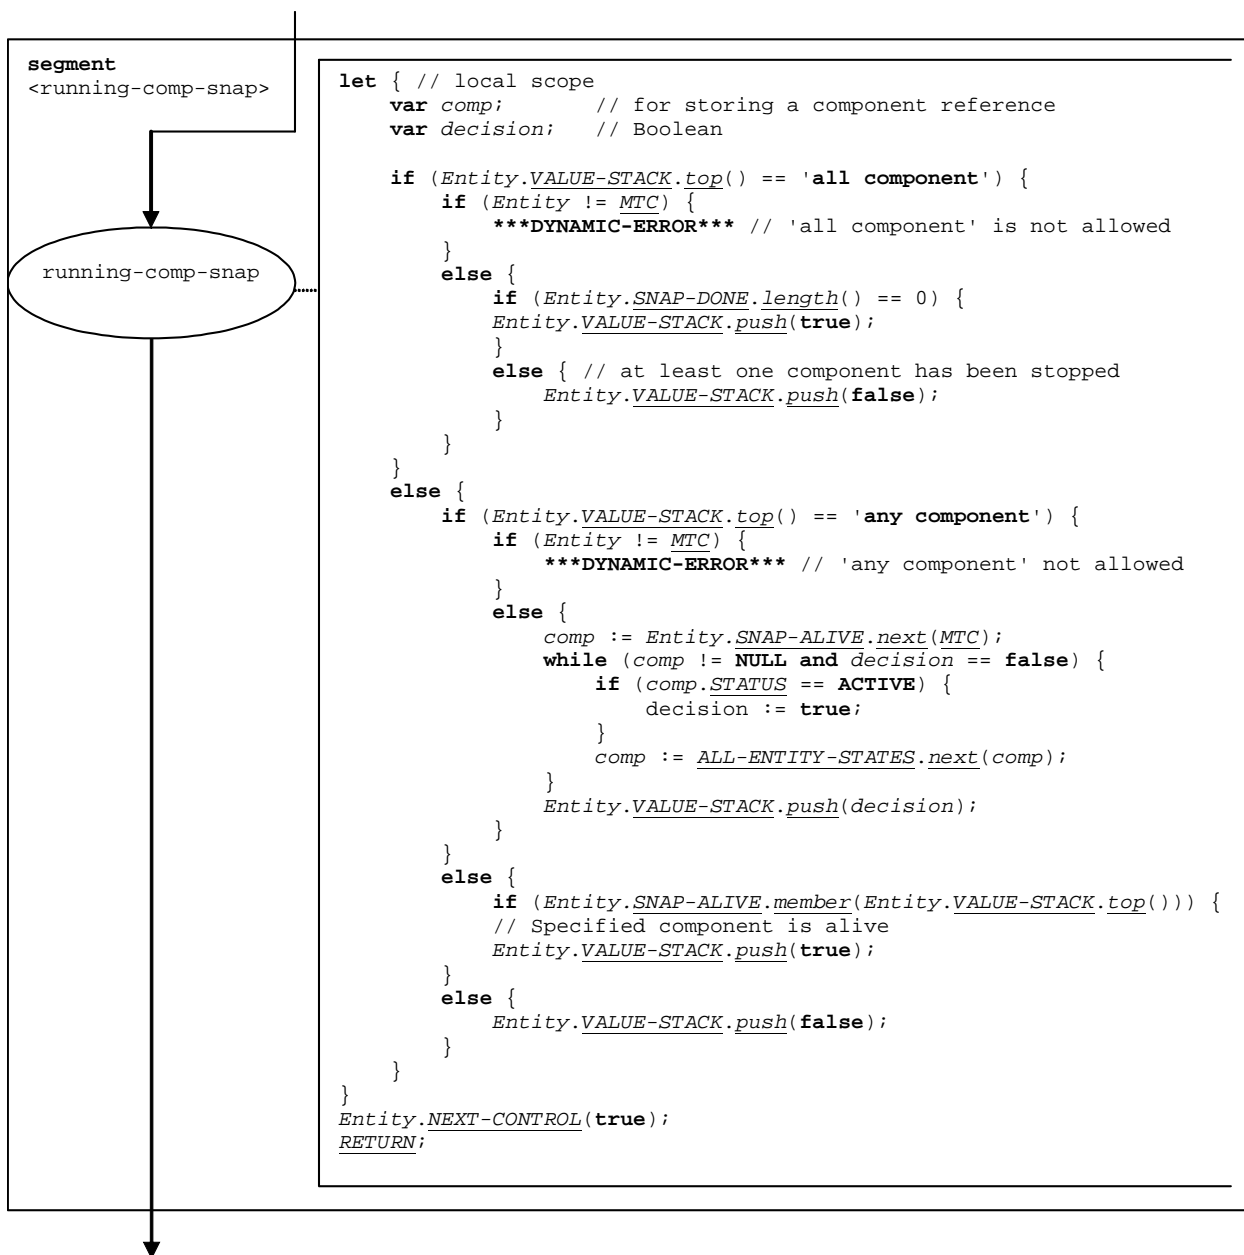 segment
<running-comp-snap>
running-comp-snap
let { // local scope
    var comp;       // for storing a component reference
    var decision;   // Boolean

    if (Entity.VALUE-STACK.top() == 'all component') {
        if (Entity != MTC) {
            ***DYNAMIC-ERROR*** // 'all component' is not allowed
        }
        else {
            if (Entity.SNAP-DONE.length() == 0) {
            Entity.VALUE-STACK.push(true);
            }
            else { // at least one component has been stopped
                Entity.VALUE-STACK.push(false);
            }
        }
    }
    else {
        if (Entity.VALUE-STACK.top() == 'any component') {
            if (Entity != MTC) {
                ***DYNAMIC-ERROR*** // 'any component' not allowed
            }
            else {
                comp := Entity.SNAP-ALIVE.next(MTC);
                while (comp != NULL and decision == false) {
                    if (comp.STATUS == ACTIVE) {
                        decision := true;
                    }
                    comp := ALL-ENTITY-STATES.next(comp);
                }
                Entity.VALUE-STACK.push(decision);
            }
        }
        else {
            if (Entity.SNAP-ALIVE.member(Entity.VALUE-STACK.top())) {
            // Specified component is alive
            Entity.VALUE-STACK.push(true);
        }
        else {
            Entity.VALUE-STACK.push(false);
        }
    }
}
Entity.NEXT-CONTROL(true);
RETURN;